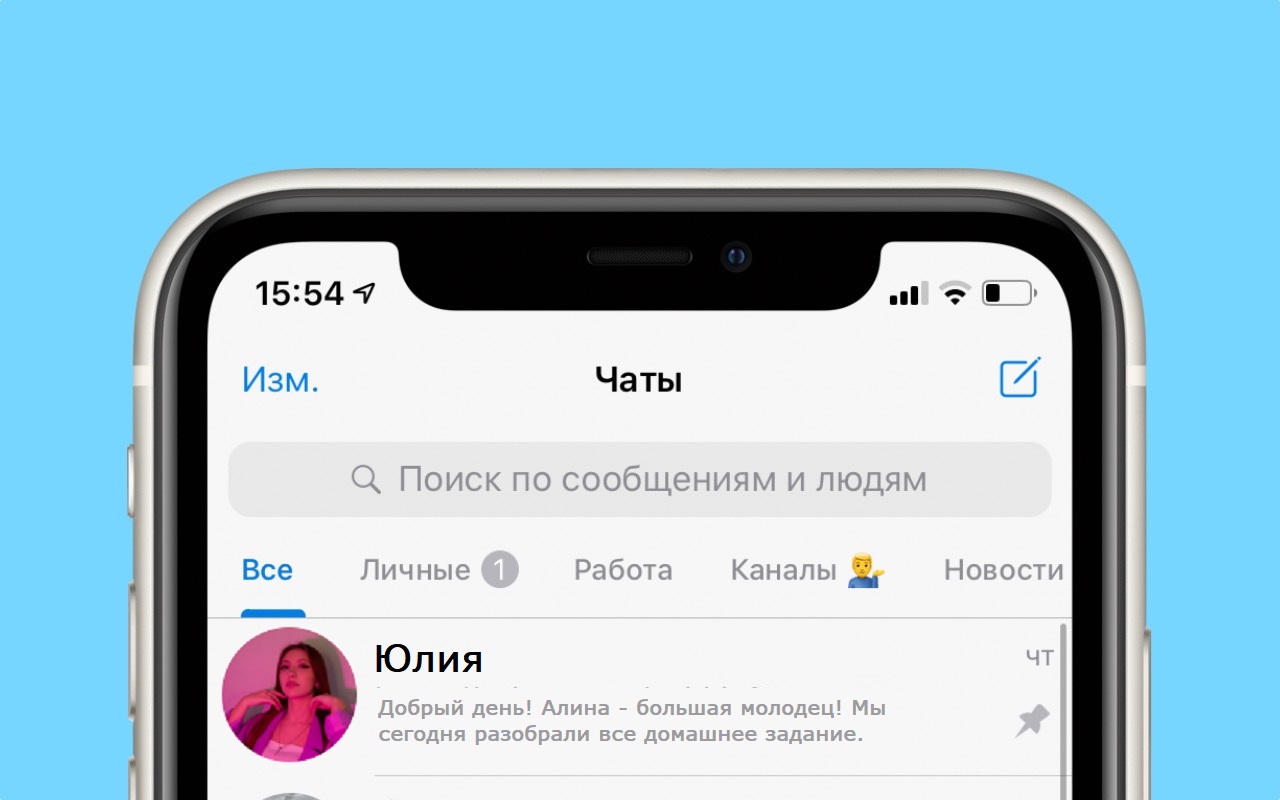 15:54
Изм.
Чаты
Поиск по сообщениям и людям
Все
Личные 1
Работа
Каналы
Новости
Юлия
ЧТ
Добрый день! Алина - большая молодец! Мы
сегодня разобрали все домашнее задание.